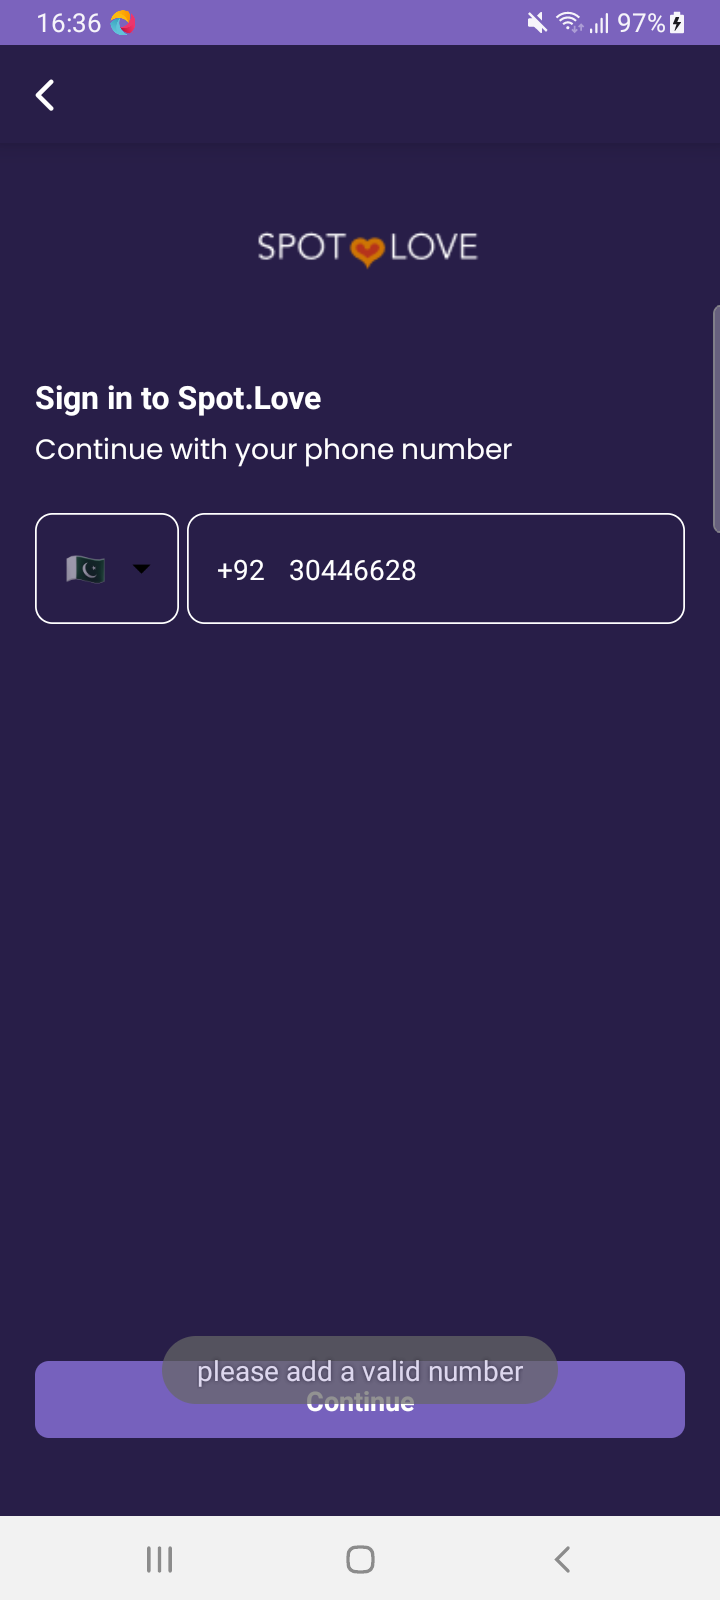 16:36 97%
SPOT LOVE
Sign in to Spot.Love
Continue with your phone number
+92 30446628
please add a valid number
Continue